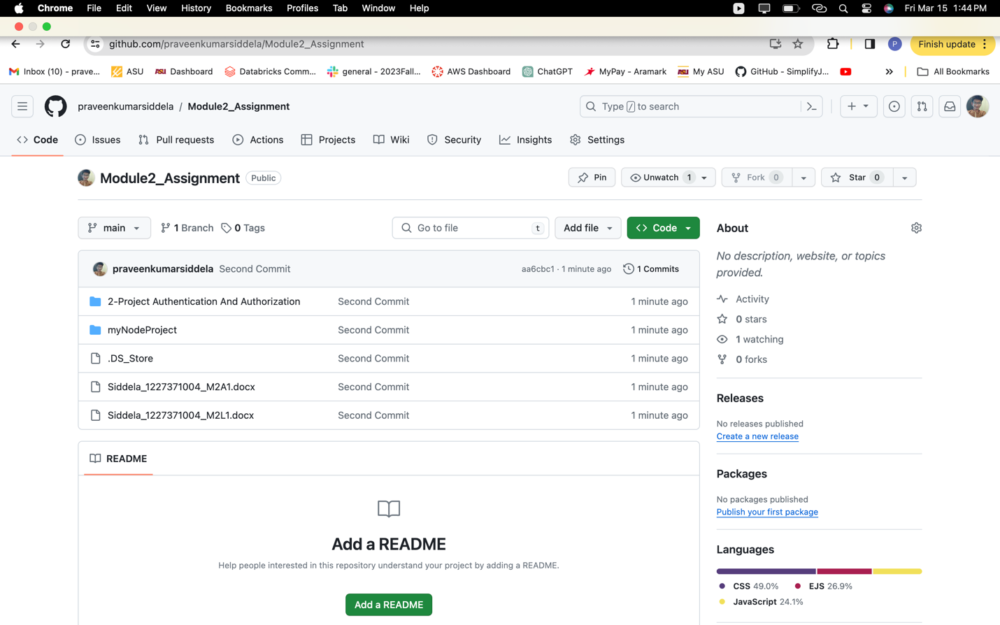 Chrome File Edit View History Bookmarks Profiles Tab Window Help Fri Mar 15 1:44 PM
github.com/praveenkumarsiddela/Module2_Assignment P Finish update
Inbox (10) - prave... ASU ASU Dashboard Databricks Comm... general - 2023Fall... AWS Dashboard ChatGPT MyPay - Aramark ASU My ASU GitHub - SimplifyJ... » All Bookmarks
praveenkumarsiddela / Module2_Assignment Type / to search
Code Issues Pull requests Actions Projects Wiki Security Insights Settings
Module2_Assignment Public Pin Unwatch 1 Fork 0 Star 0
main 1 Branch 0 Tags Go to file t Add file Code
praveenkumarsiddela Second Commit aa6cbc1 · 1 minute ago 1 Commits
2-Project Authentication And Authorization Second Commit 1 minute ago
myNodeProject Second Commit 1 minute ago
.DS_Store Second Commit 1 minute ago
Siddela_1227371004_M2A1.docx Second Commit 1 minute ago
Siddela_1227371004_M2L1.docx Second Commit 1 minute ago
README
Add a README
Help people interested in this repository understand your project by adding a README.
Add a README
About
No description, website, or topics
provided.
Activity
0 stars
1 watching
0 forks
Releases
No releases published
Create a new release
Packages
No packages published
Publish your first package
Languages
CSS 49.0% EJS 26.9%
JavaScript 24.1%